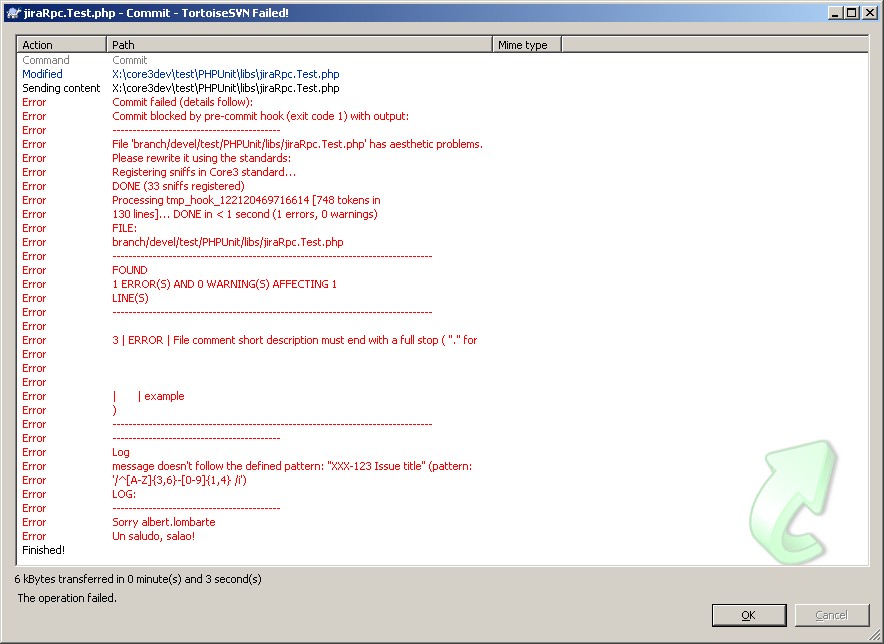 jiraRpc.Test.php - Commit - TortoiseSVN Failed!
Action Path Mime type
Command Commit
Modified X:\core3dev\test\PHPUnit\libs\jiraRpc.Test.php
Sending content X:\core3dev\test\PHPUnit\libs\jiraRpc.Test.php
Error Commit failed (details follow):
Error Commit blocked by pre-commit hook (exit code 1) with output:
Error ------------------------------------------
Error File 'branch/devel/test/PHPUnit/libs/jiraRpc.Test.php' has aesthetic problems.
Error Please rewrite it using the standards:
Error Registering sniffs in Core3 standard...
Error DONE (33 sniffs registered)
Error Processing tmp_hook_122120469716614 [748 tokens in
Error 130 lines]... DONE in < 1 second (1 errors, 0 warnings)
Error FILE:
Error branch/devel/test/PHPUnit/libs/jiraRpc.Test.php
Error --------------------------------------------------------------------------------
Error FOUND
Error 1 ERROR(S) AND 0 WARNING(S) AFFECTING 1
Error LINE(S)
Error --------------------------------------------------------------------------------
Error
Error 3 | ERROR | File comment short description must end with a full stop ( "." for
Error
Error
Error
Error | | example
Error )
Error --------------------------------------------------------------------------------
Error ------------------------------------------
Error Log
Error message doesn't follow the defined pattern: "XXX-123 Issue title" (pattern:
Error '/^[A-Z]{3,6}-[0-9]{1,4} /i')
Error LOG:
Error ------------------------------------------
Error Sorry albert.lombarte
Error Un saludo, salao!
Finished!
6 kBytes transferred in 0 minute(s) and 3 second(s)
The operation failed.
OK Cancel